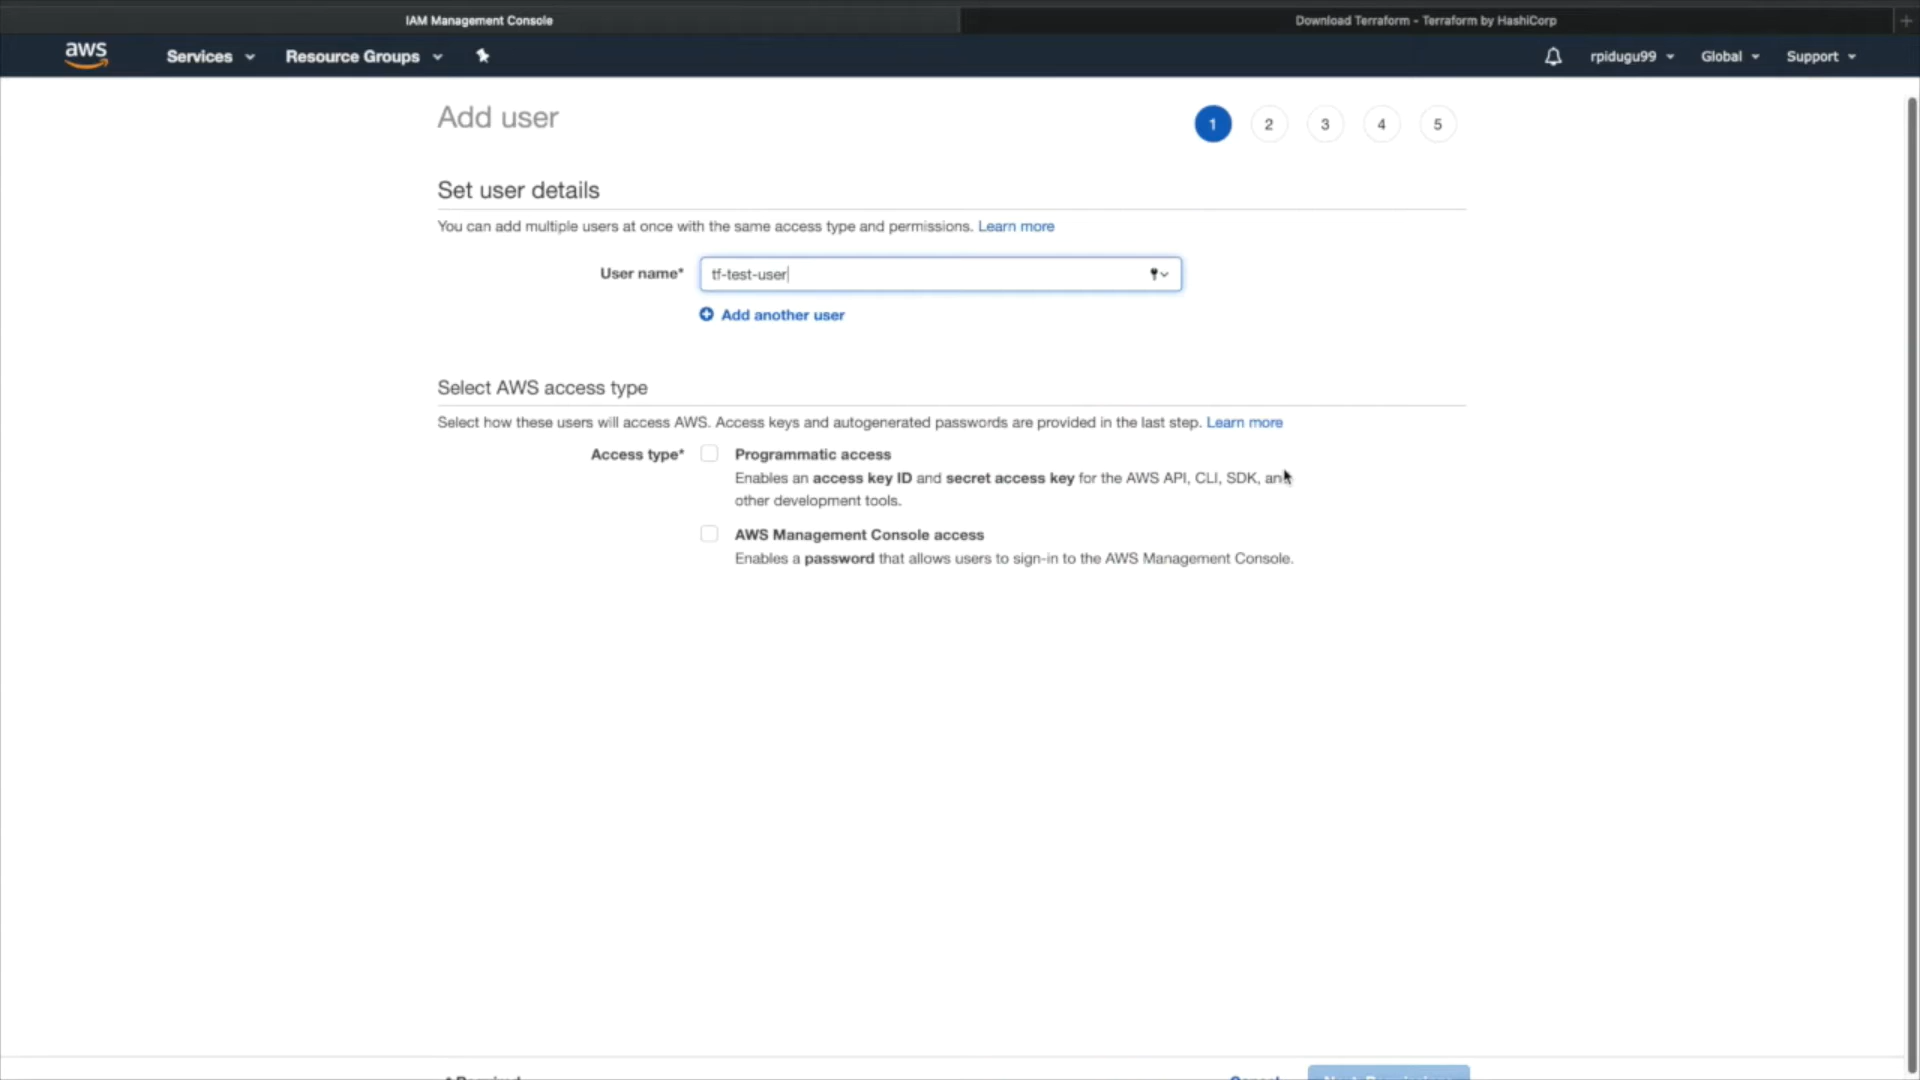 IAM Management Console
Download Terraform - Terraform by HashiCorp
aws
Services
Resource Groups
rpidugu99
Global
Support
Add user
1
2
3
4
5
Set user details
You can add multiple users at once with the same access type and permissions. Learn more
User name*
tf-test-user
Add another user
Select AWS access type
Select how these users will access AWS. Access keys and autogenerated passwords are provided in the last step. Learn more
Access type*
Programmatic access
Enables an access key ID and secret access key for the AWS API, CLI, SDK, and
other development tools.
AWS Management Console access
Enables a password that allows users to sign-in to the AWS Management Console.